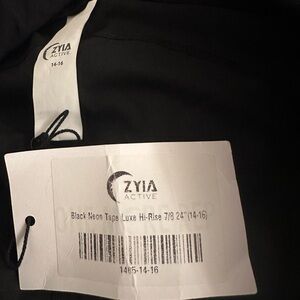 ZYIA
ACTIVE
14-16
ZYIA
ACTIVE
Black Neon Tape Luxe Hi-Rise 7/8 24" (14-16)
1485-14-16